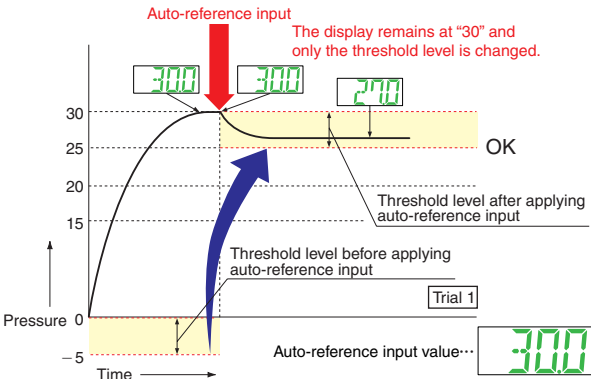 Auto-reference input
The display remains at “30” and
only the threshold level is changed.
30.0
30.0
27.0
30
25
OK
20
Threshold level after applying
auto-reference input
15
Threshold level before applying
auto-reference input
Trial 1
Pressure
0
−5
Auto-reference input value···
30.0
Time